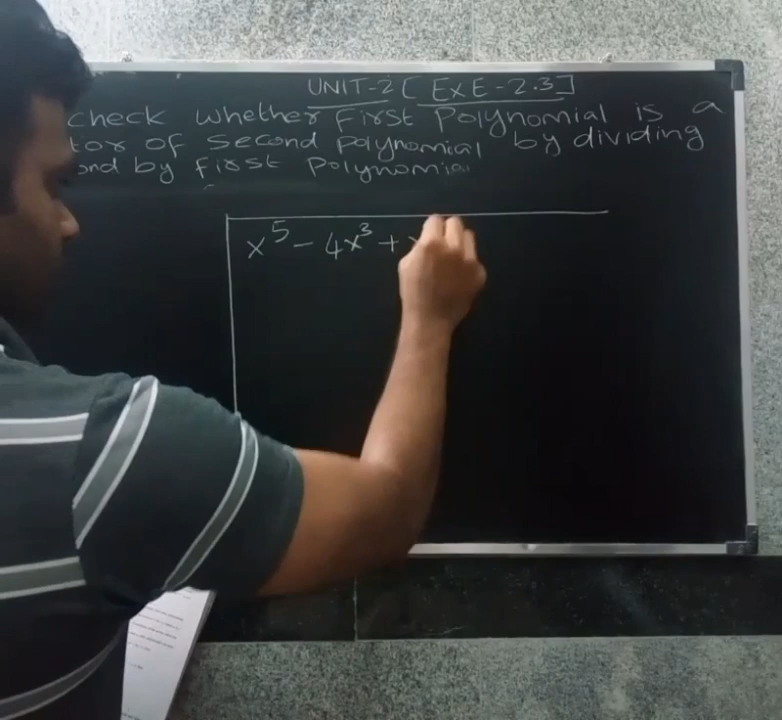 UNIT-2 [ EXE-2.3]
check whether First Polynomial is a
tor of second polynomial by dividing
ond by first Polynomia
x⁵ - 4x³ +